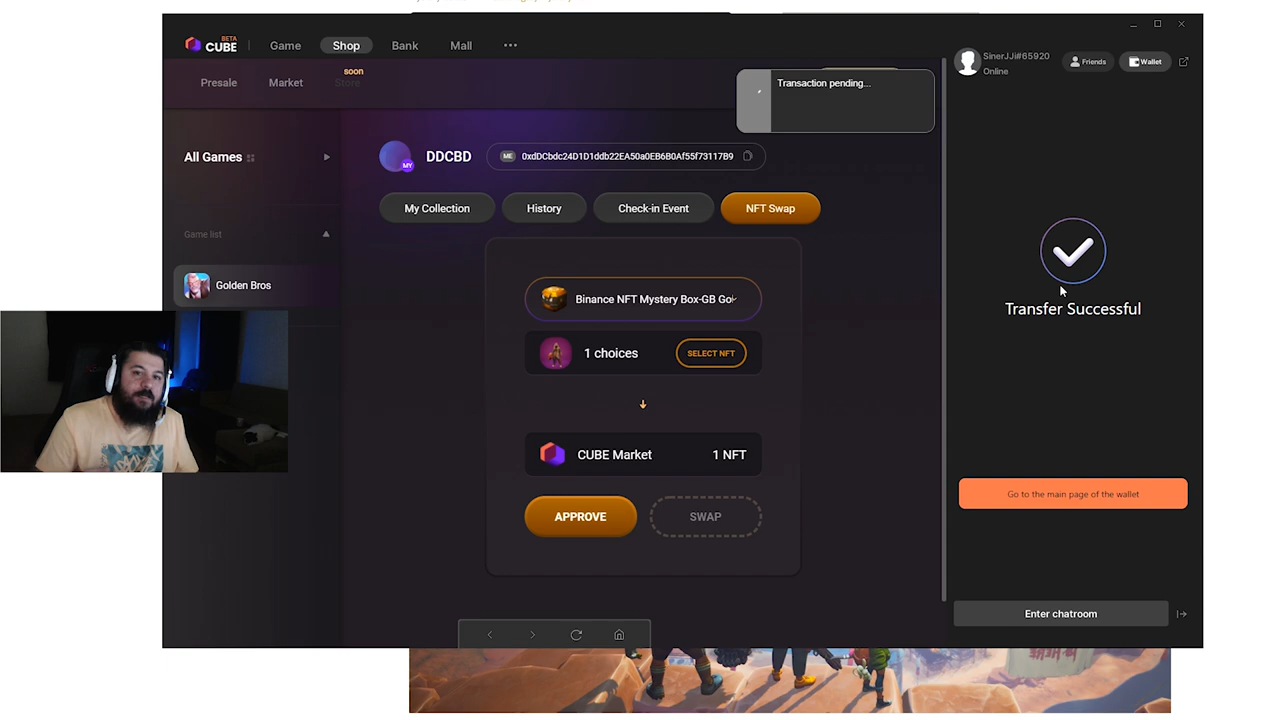 BETA
CUBE
Game
Shop
Bank
Mall
SinerJJi#65920
Online
Friends
Wallet
Presale
Market
soon
Store
Transaction pending...
All Games
DDCBD
MY
ME
0xdDCbdc24D1D1ddb22EA50a0EB6B0Af55f73117B9
My Collection
History
Check-in Event
NFT Swap
Game list
Golden Bros
Binance NFT Mystery Box-GB Gol
1 choices
SELECT NFT
CUBE Market
1 NFT
APPROVE
SWAP
Transfer Successful
Go to the main page of the wallet
Enter chatroom